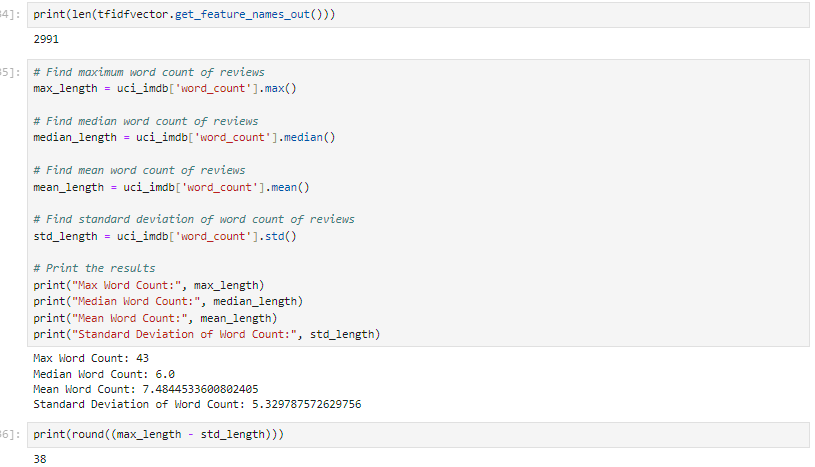 4]:
print(len(tfidfvector.get_feature_names_out()))
2991
5]:
# Find maximum word count of reviews
max_length = uci_imdb['word_count'].max()
# Find median word count of reviews
median_length = uci_imdb['word_count'].median()
# Find mean word count of reviews
mean_length = uci_imdb['word_count'].mean()
# Find standard deviation of word count of reviews
std_length = uci_imdb['word_count'].std()
# Print the results
print("Max Word Count:", max_length)
print("Median Word Count:", median_length)
print("Mean Word Count:", mean_length)
print("Standard Deviation of Word Count:", std_length)
Max Word Count: 43
Median Word Count: 6.0
Mean Word Count: 7.4844533600802405
Standard Deviation of Word Count: 5.329787572629756
6]:
print(round((max_length - std_length)))
38